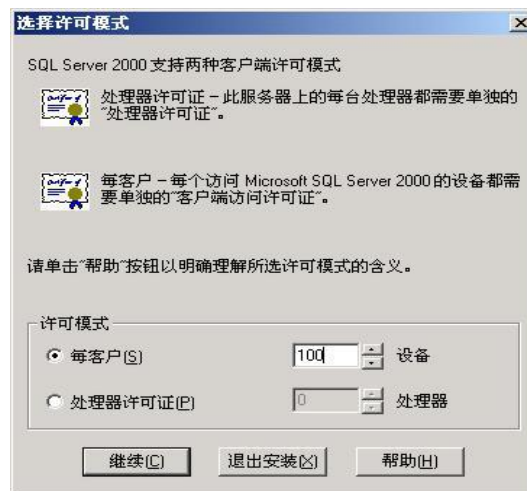 选择许可模式
SQL Server 2000 支持两种客户端许可模式
处理器许可证 - 此服务器上的每台处理器都需要单独的
"处理器许可证"。
每客户 - 每个访问 Microsoft SQL Server 2000 的设备都需
要单独的"客户端访问许可证"。
请单击"帮助"按钮以明确理解所选许可模式的含义。
许可模式
每客户(S) 100 设备
处理器许可证(P) 0 处理器
继续(C) 退出安装(X) 帮助(H)